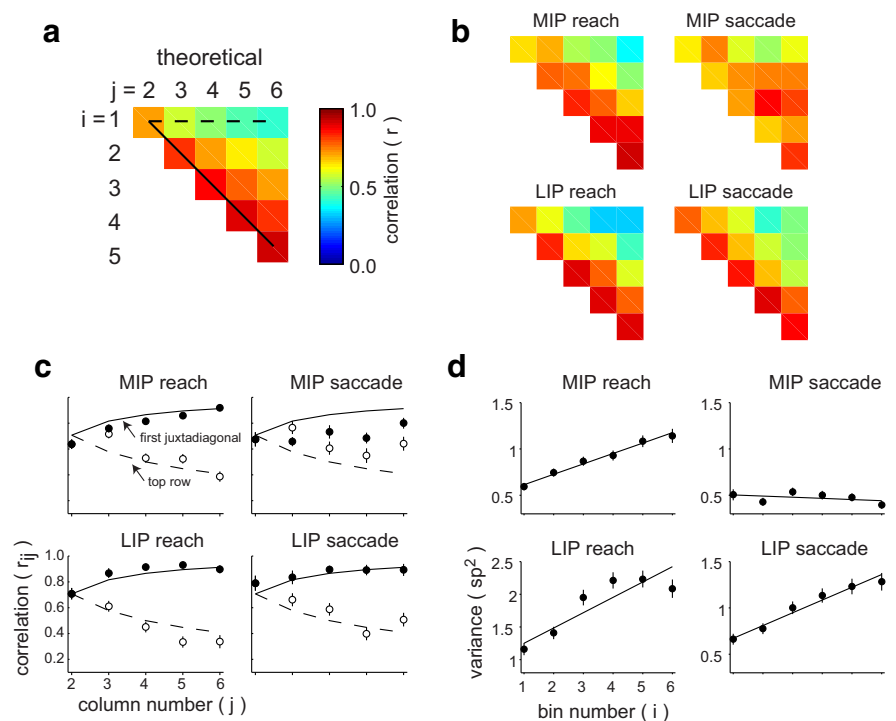 a
theoretical
j = 2 3 4 5 6
i = 1
2
3
4
5
1.0
0.5
0.0
correlation ( r )
b
MIP reach
MIP saccade
LIP reach
LIP saccade
c
MIP reach
MIP saccade
first juxtadiagonal
top row
LIP reach
LIP saccade
1.0
0.8
0.6
0.4
0.2
correlation ( rij )
2 3 4 5 6
column number ( j )
d
MIP reach
MIP saccade
1.5
1
0.5
1.5
1
0.5
LIP reach
LIP saccade
2.5
2
1.5
1
1.5
1
0.5
variance ( sp2 )
1 2 3 4 5 6
bin number ( i )